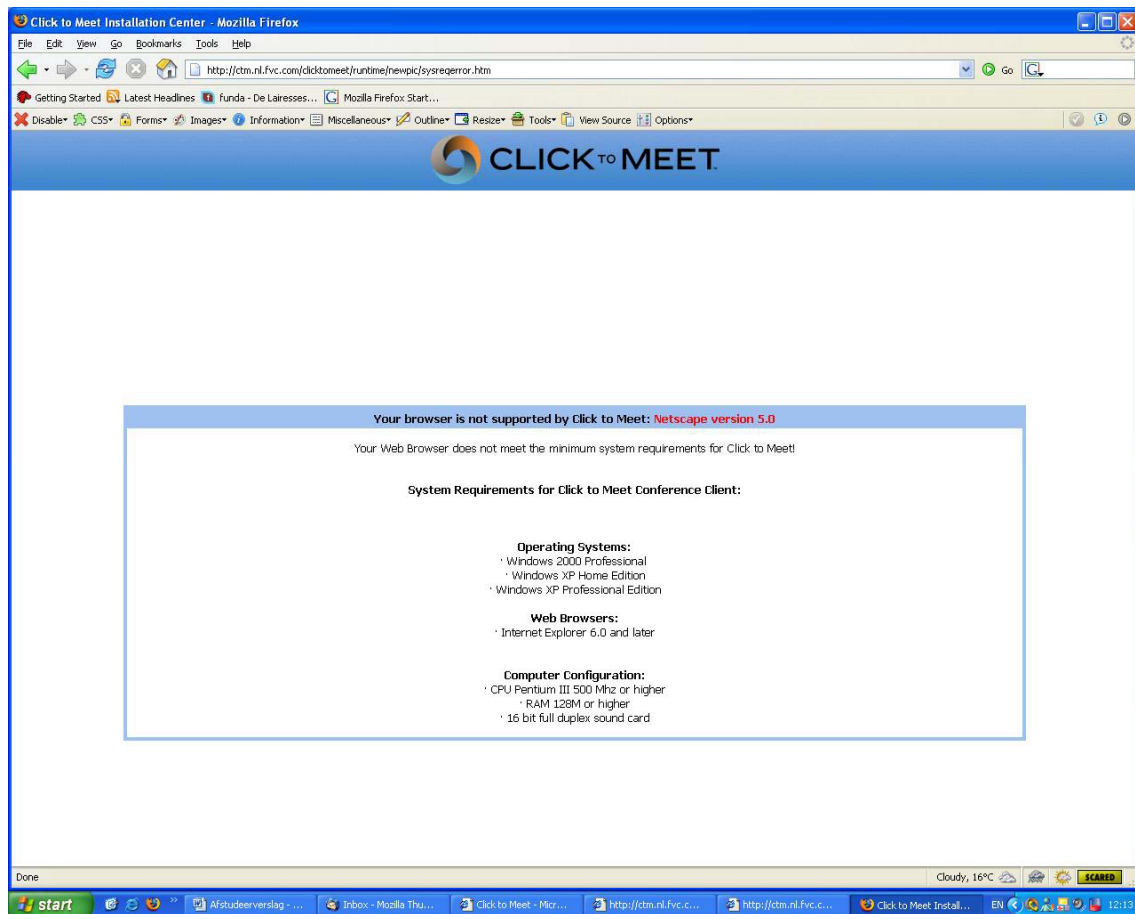 Click to Meet Installation Center - Mozilla Firefox
File Edit View Go Bookmarks Tools Help
http://ctm.nl.fvc.com/clicktomeet/runtime/newpic/sysreqerror.htm Go G
Getting Started Latest Headlines funda - De Lairesses... Mozilla Firefox Start...
Disable CSS Forms Images Information Miscellaneous Outline Resize Tools View Source Options
CLICK TO MEET
Your browser is not supported by Click to Meet: Netscape version 5.0
Your Web Browser does not meet the minimum system requirements for Click to Meet!
System Requirements for Click to Meet Conference Client:
Operating Systems:
· Windows 2000 Professional
· Windows XP Home Edition
· Windows XP Professional Edition
Web Browsers:
· Internet Explorer 6.0 and later
Computer Configuration:
· CPU Pentium III 500 Mhz or higher
· RAM 128M or higher
· 16 bit full duplex sound card
Done Cloudy, 16°C SCARED
start Afstudeerverslag - ... Inbox - Mozilla Thu... Click to Meet - Micr... http://ctm.nl.fvc.c... http://ctm.nl.fvc.c... Click to Meet Install... EN 12:13